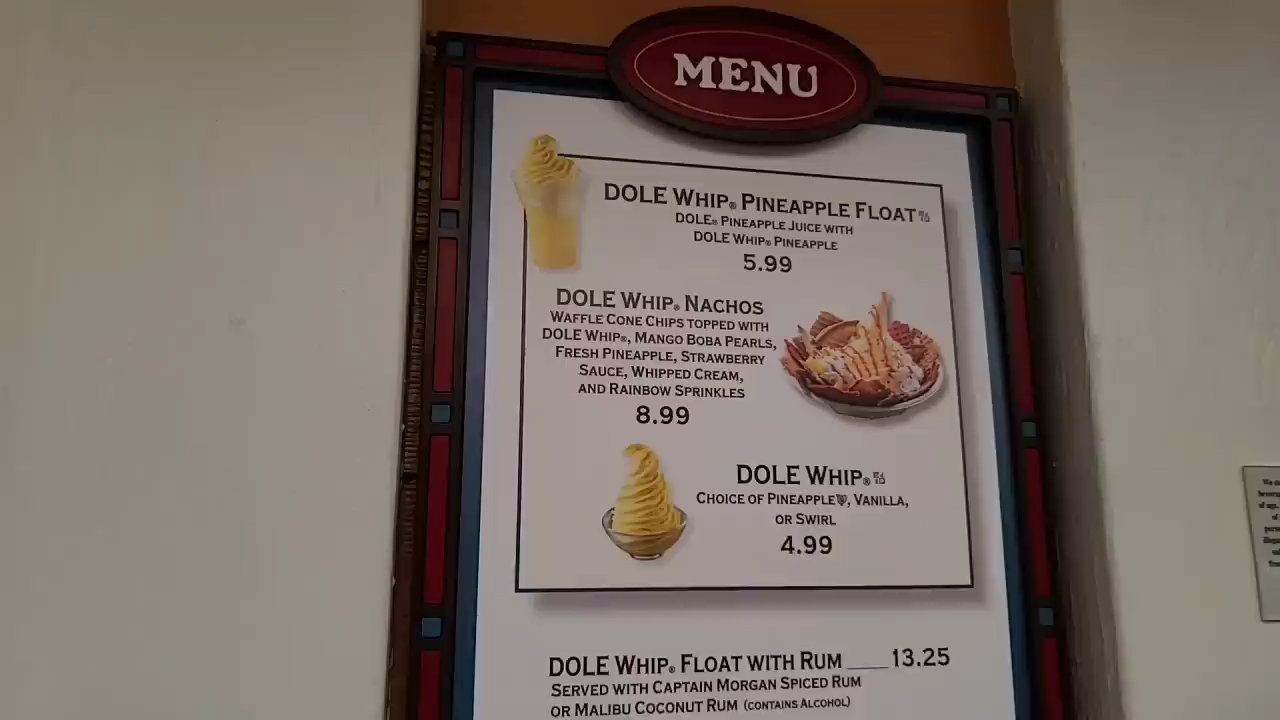 MENU
DOLE WHIP® PINEAPPLE FLOAT
DOLE® PINEAPPLE JUICE WITH
DOLE WHIP® PINEAPPLE
5.99
DOLE WHIP® NACHOS
WAFFLE CONE CHIPS TOPPED WITH
DOLE WHIP®, MANGO BOBA PEARLS,
FRESH PINEAPPLE, STRAWBERRY
SAUCE, WHIPPED CREAM,
AND RAINBOW SPRINKLES
8.99
DOLE WHIP®
CHOICE OF PINEAPPLE, VANILLA,
OR SWIRL
4.99
DOLE WHIP® FLOAT WITH RUM ____ 13.25
SERVED WITH CAPTAIN MORGAN SPICED RUM
OR MALIBU COCONUT RUM (CONTAINS ALCOHOL)